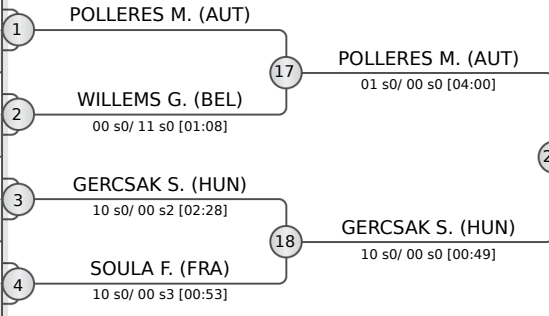 POLLERES M. (AUT)
1
17
POLLERES M. (AUT)
01 s0/ 00 s0 [04:00]
WILLEMS G. (BEL)
2
00 s0/ 11 s0 [01:08]
GERCSAK S. (HUN)
3
10 s0/ 00 s2 [02:28]
18
GERCSAK S. (HUN)
10 s0/ 00 s0 [00:49]
SOULA F. (FRA)
4
10 s0/ 00 s3 [00:53]